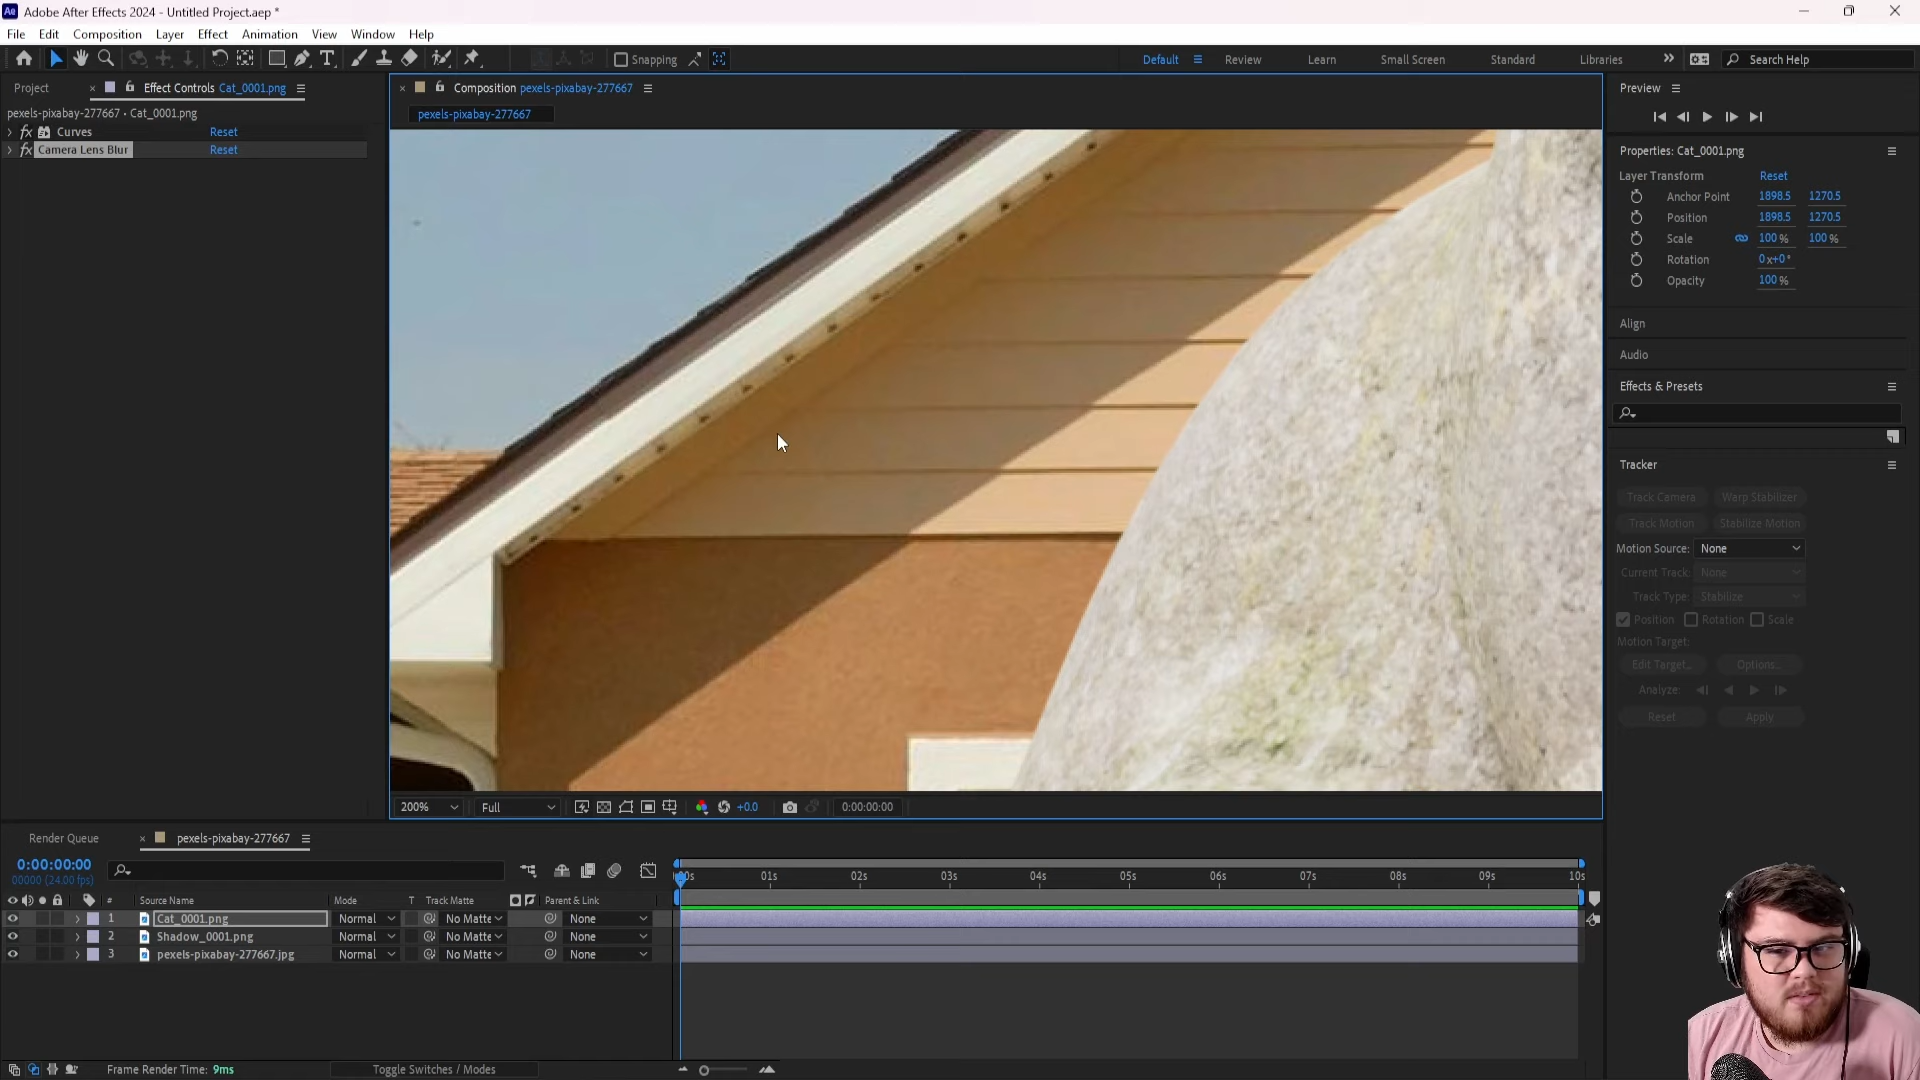 Adobe After Effects 2024 - Untitled Project.aep *
File Edit Composition Layer Effect Animation View Window Help
Snapping
Default Review Learn Small Screen Standard Libraries Search Help
Project Effect Controls Cat_0001.png
Composition pexels-pixabay-277667
Preview
pexels-pixabay-277667 • Cat_0001.png
pexels-pixabay-277667
fx Curves Reset
fx Camera Lens Blur Reset
Properties: Cat_0001.png
Layer Transform Reset
Anchor Point 1898.5 1270.5
Position 1898.5 1270.5
Scale 100 % 100 %
Rotation 0x+0°
Opacity 100 %
Align
Audio
Effects & Presets
Tracker
Track Camera Warp Stabilizer
Track Motion Stabilize Motion
Motion Source: None
Current Track: None
Track Type: Stabilize
Position Rotation Scale
Motion Target:
Edit Target... Options...
Analyze:
Reset Apply
200% Full +0.0 0:00:00:00
Render Queue pexels-pixabay-277667
0:00:00:00
00000 (24.00 fps)
00s 01s 02s 03s 04s 05s 06s 07s 08s 09s 10s
# Source Name Mode T Track Matte Parent & Link
1 Cat_0001.png Normal No Matte None
2 Shadow_0001.png Normal No Matte None
3 pexels-pixabay-277667.jpg Normal No Matte None
Frame Render Time: 9ms Toggle Switches / Modes